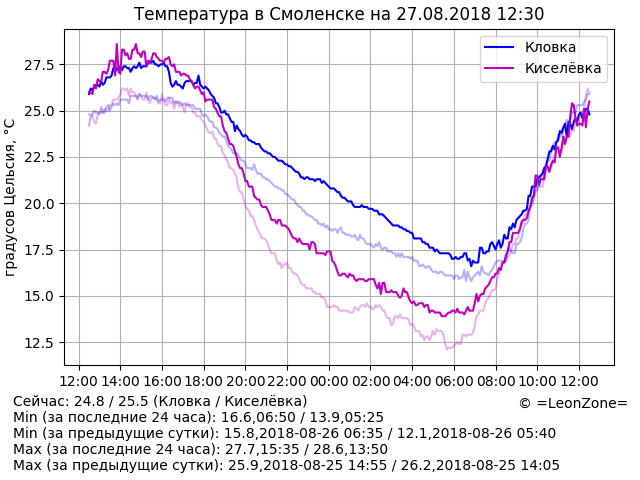 Температура в Смоленске на 27.08.2018 12:30
Кловка
Киселёвка
градусов Цельсия, °C
27.5
25.0
22.5
20.0
17.5
15.0
12.5
12:00 14:00 16:00 18:00 20:00 22:00 00:00 02:00 04:00 06:00 08:00 10:00 12:00
Сейчас: 24.8 / 25.5 (Кловка / Киселёвка)
© =LeonZone=
Min (за последние 24 часа): 16.6,06:50 / 13.9,05:25
Min (за предыдущие сутки): 15.8,2018-08-26 06:35 / 12.1,2018-08-26 05:40
Max (за последние 24 часа): 27.7,15:35 / 28.6,13:50
Max (за предыдущие сутки): 25.9,2018-08-25 14:55 / 26.2,2018-08-25 14:05